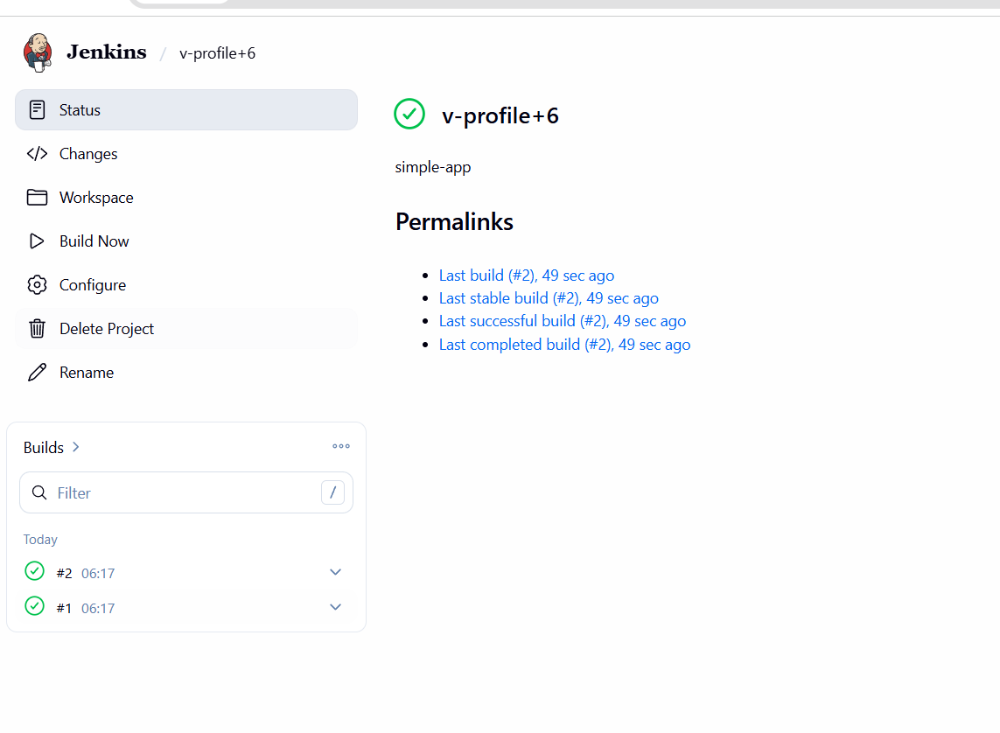 Jenkins / v-profile+6
Status
Changes
Workspace
Build Now
Configure
Delete Project
Rename
Builds
Filter /
Today
#2 06:17
#1 06:17
v-profile+6
simple-app
Permalinks
Last build (#2), 49 sec ago
Last stable build (#2), 49 sec ago
Last successful build (#2), 49 sec ago
Last completed build (#2), 49 sec ago